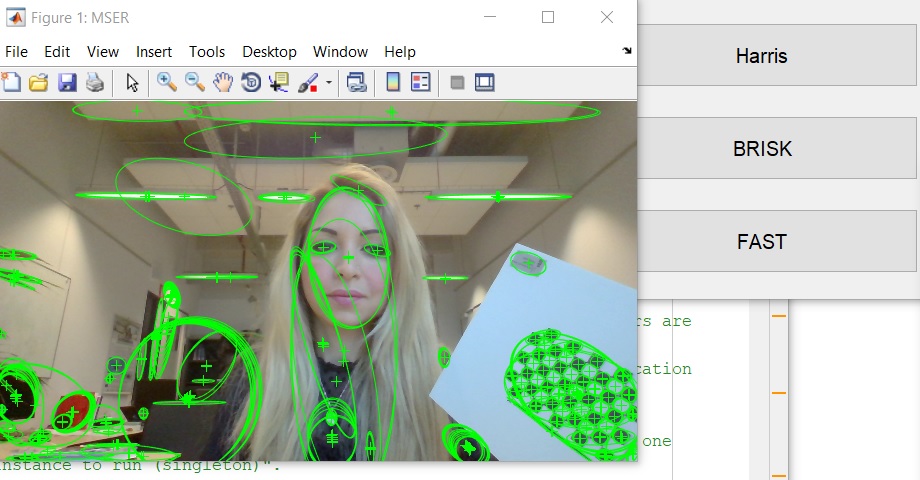 Figure 1: MSER
File Edit View Insert Tools Desktop Window Help
Harris
BRISK
FAST
rs are
cation
one
instance to run (singleton)".